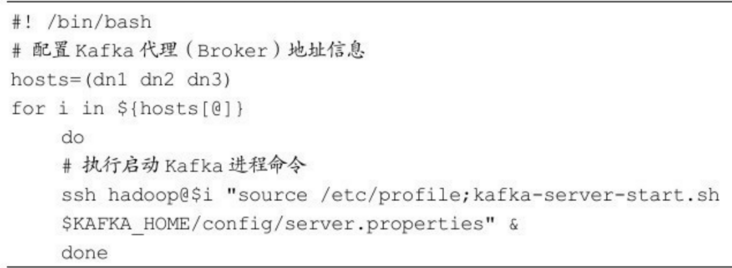 #! /bin/bash
# 配置 Kafka 代理（Broker）地址信息
hosts=(dn1 dn2 dn3)
for i in ${hosts[@]}
do
# 执行启动 Kafka 进程命令
ssh hadoop@$i "source /etc/profile;kafka-server-start.sh
$KAFKA_HOME/config/server.properties" &
done